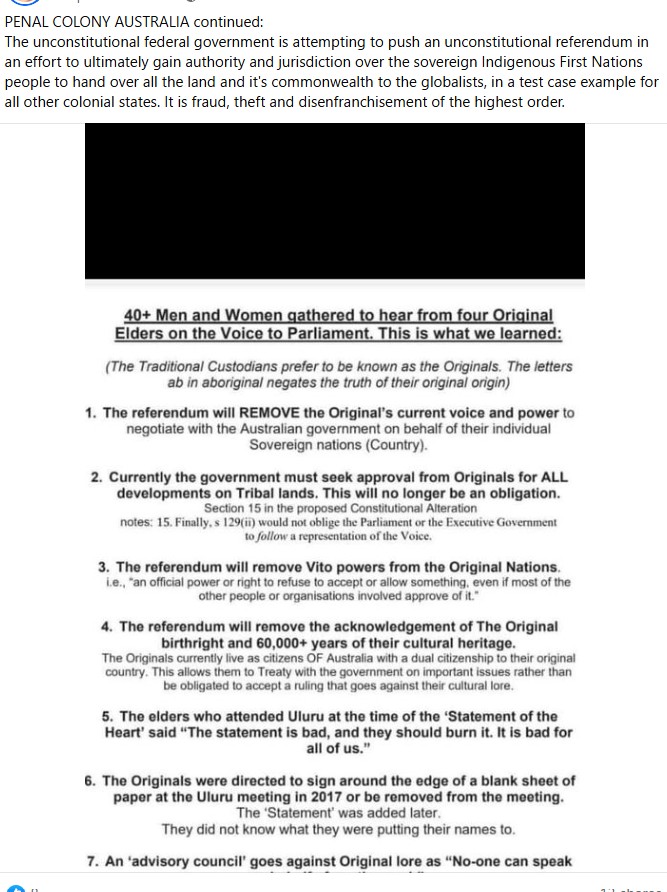 PENAL COLONY AUSTRALIA continued:
The unconstitutional federal government is attempting to push an unconstitutional referendum in
an effort to ultimately gain authority and jurisdiction over the sovereign Indigenous First Nations
people to hand over all the land and it's commonwealth to the globalists, in a test case example for
all other colonial states. It is fraud, theft and disenfranchisement of the highest order.
40+ Men and Women gathered to hear from four Original
Elders on the Voice to Parliament. This is what we learned:
(The Traditional Custodians prefer to be known as the Originals. The letters
ab in aboriginal negates the truth of their original origin)
1. The referendum will REMOVE the Original's current voice and power to
negotiate with the Australian government on behalf of their individual
Sovereign nations (Country).
2. Currently the government must seek approval from Originals for ALL
developments on Tribal lands. This will no longer be an obligation.
Section 15 in the proposed Constitutional Alteration
notes: 15. Finally, s 129(ii) would not oblige the Parliament or the Executive Government
to follow a representation of the Voice.
3. The referendum will remove Vito powers from the Original Nations.
i.e., "an official power or right to refuse to accept or allow something, even if most of the
other people or organisations involved approve of it."
4. The referendum will remove the acknowledgement of The Original
birthright and 60,000+ years of their cultural heritage.
The Originals currently live as citizens OF Australia with a dual citizenship to their original
country. This allows them to Treaty with the government on important issues rather than
be obligated to accept a ruling that goes against their cultural lore.
5. The elders who attended Uluru at the time of the 'Statement of the
Heart' said "The statement is bad, and they should burn it. It is bad for
all of us."
6. The Originals were directed to sign around the edge of a blank sheet of
paper at the Uluru meeting in 2017 or be removed from the meeting.
The 'Statement' was added later.
They did not know what they were putting their names to.
7. An 'advisory council' goes against Original lore as "No-one can speak